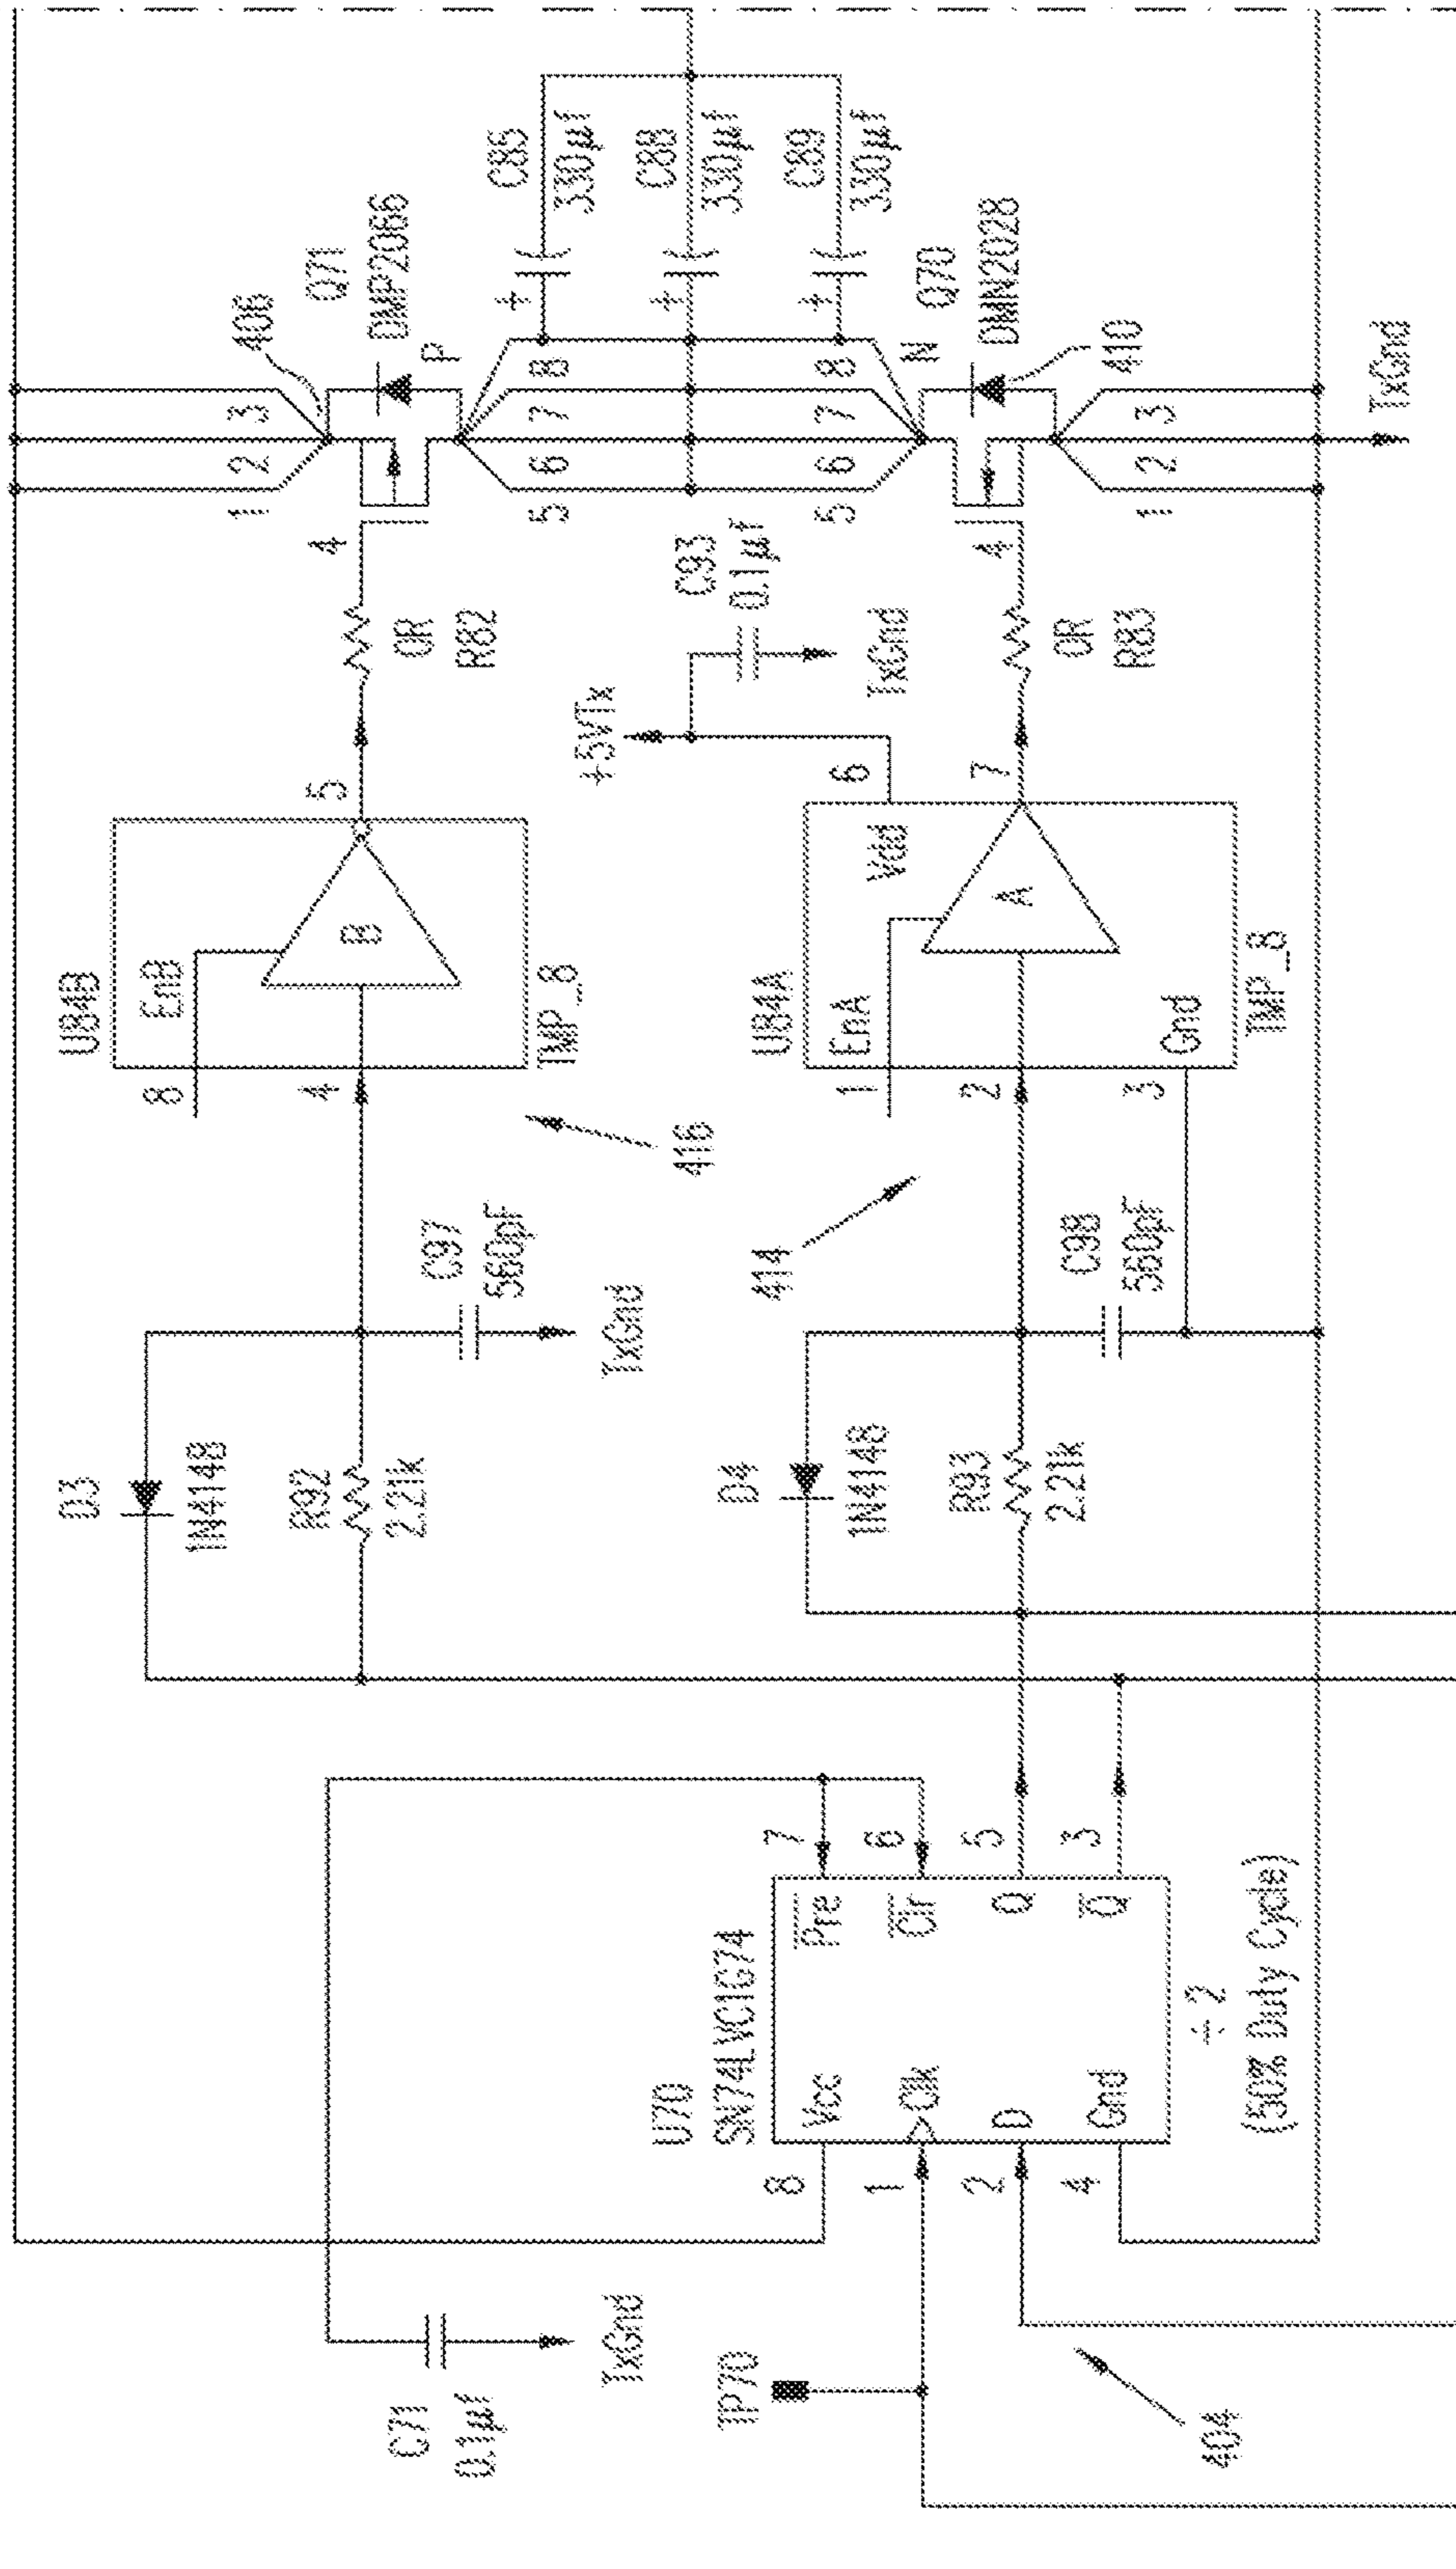 C71
0.1µf
TxGnd
TP70
404
U70
SN74LVC1G74
8
Vcc
1
Clk
2
D
4
Gnd
Pre
7
Clr
6
Q
5
Q
3
÷ 2
(50% Duty Cycle)
D3
1N4148
R92
2.21k
C97
560pF
TxGnd
D4
1N4148
R93
2.21k
C98
560pF
414
416
U84B
8
EnB
4
B
5
TMP_8
U84A
1
EnA
2
A
3
Gnd
Vdd
6
7
TMP_8
+5VTx
C93
0.1µf
TxGnd
0R
R82
0R
R83
4
1
2
3
406
Q71
DMP2066
P
5
6
7
8
C85
330µf
+
C88
330µf
+
C89
330µf
+
5
6
7
8
Q70
N
DMN2028
4
410
1
2
3
TxGnd